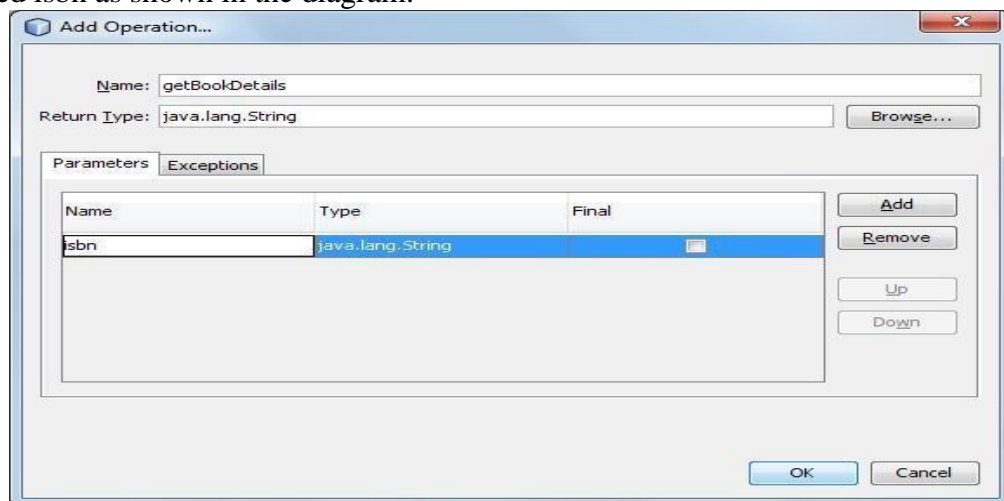 isbn as shown in the diagram.
Add Operation...
Name: getBookDetails
Return Type: java.lang.String Browse...
Parameters Exceptions
Name Type Final Add
isbn java.lang.String Remove
Up
Down
OK Cancel